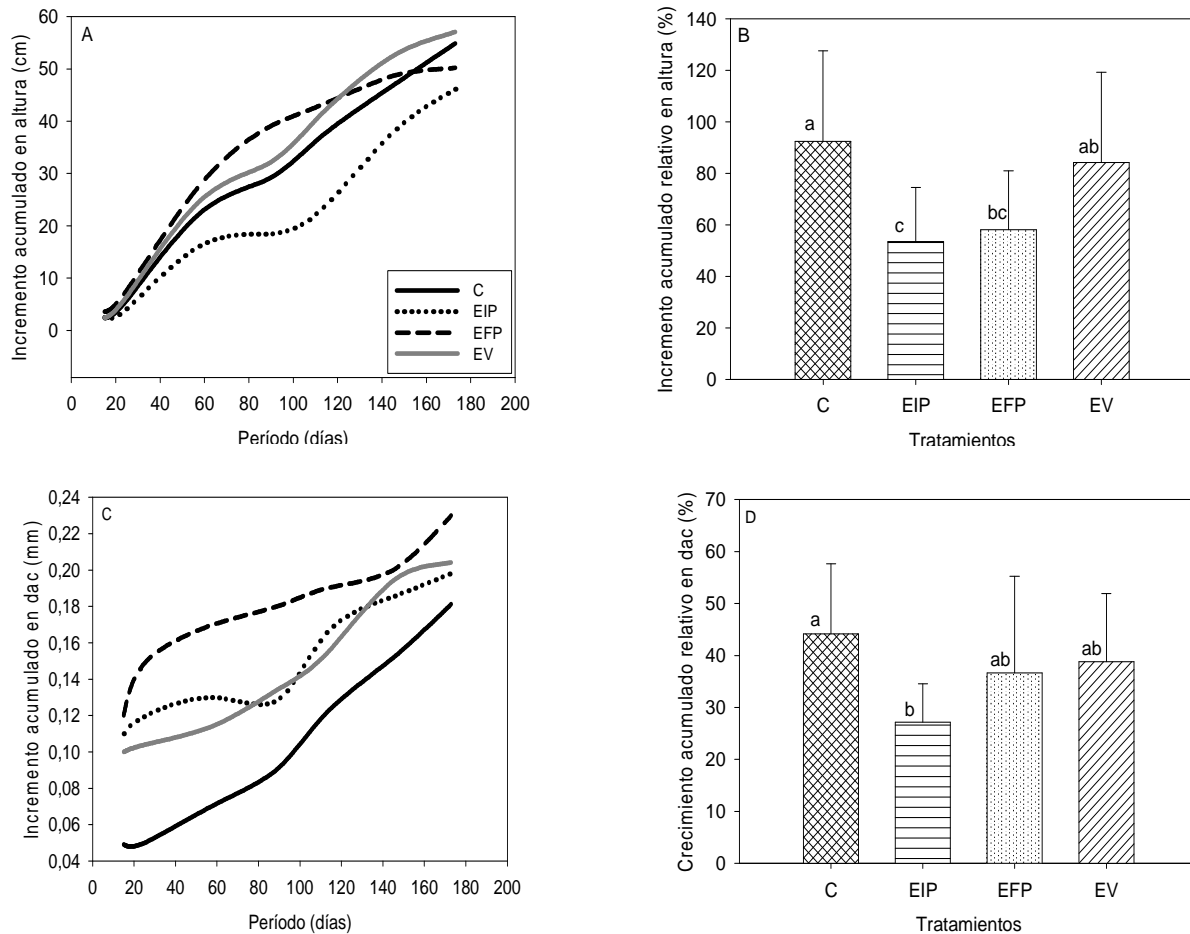 A
Incremento acumulado en altura (cm)
60
50
40
30
20
10
0
C
EIP
EFP
EV
0 20 40 60 80 100 120 140 160 180 200
Período (días)
B
Incremento acumulado relativo en altura (%)
140
120
100
80
60
40
20
0
a
c
bc
ab
C EIP EFP EV
Tratamientos
C
Incremento acumulado en dac (mm)
0,24
0,22
0,20
0,18
0,16
0,14
0,12
0,10
0,08
0,06
0,04
0 20 40 60 80 100 120 140 160 180 200
Período (días)
D
Crecimiento acumulado relativo en dac (%)
70
60
50
40
30
20
10
0
a
b
ab
ab
C EIP EFP EV
Tratamientos